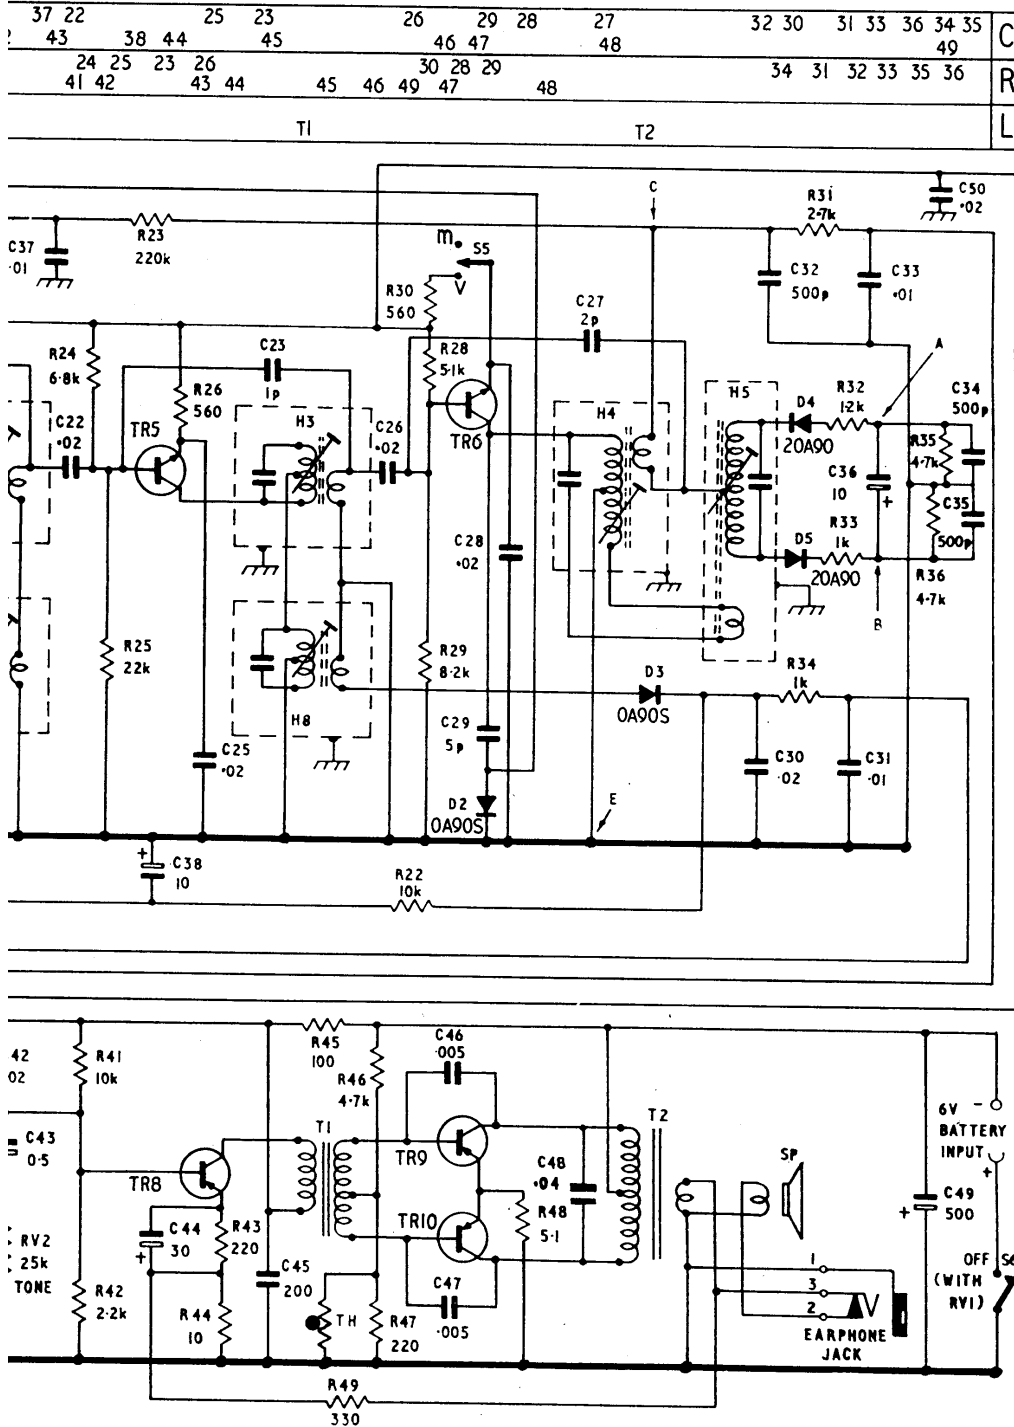 37 22 25 23 26 29 28 27 32 30 31 33 36 34 35 C
43 38 44 45 46 47 48 49
24 25 23 26 30 28 29 34 31 32 33 35 36 R
41 42 43 44 45 46 49 47 48
T1 T2 L
C
R31
2·7k
C50
·02
C37
·01
R23
220k
m
S5
V
R30
560
C27
2p
C32
500p
C33
·01
A
R24
6·8k
C23
1p
R28
5·1k
R26
560
C22
·02
TR5
H3
C26
·02
TR6
H4
H5
D4
20A90
R32
1·2k
C34
500p
R35
4·7k
C36
10
+
C35
500p
D5
20A90
R33
1k
R36
4·7k
B
C28
·02
R25
22k
H8
R29
8·2k
D3
0A90S
R34
1k
C25
·02
C29
5p
C30
·02
C31
·01
D2
0A90S
E
+
C38
10
R22
10k
42
02
R41
10k
R45
100
R46
4·7k
C46
·005
6V
BATTERY
INPUT
-
+
C43
0·5
TR8
T1
TR9
C48
·04
T2
SP
C49
500
+
RV2
25k
TONE
C44
30
+
R43
220
TR10
R48
5·1
OFF
(WITH
RV1)
S6
R42
2·2k
R44
10
C45
200
TH
R47
220
C47
·005
1
3
2
EARPHONE
JACK
R49
330